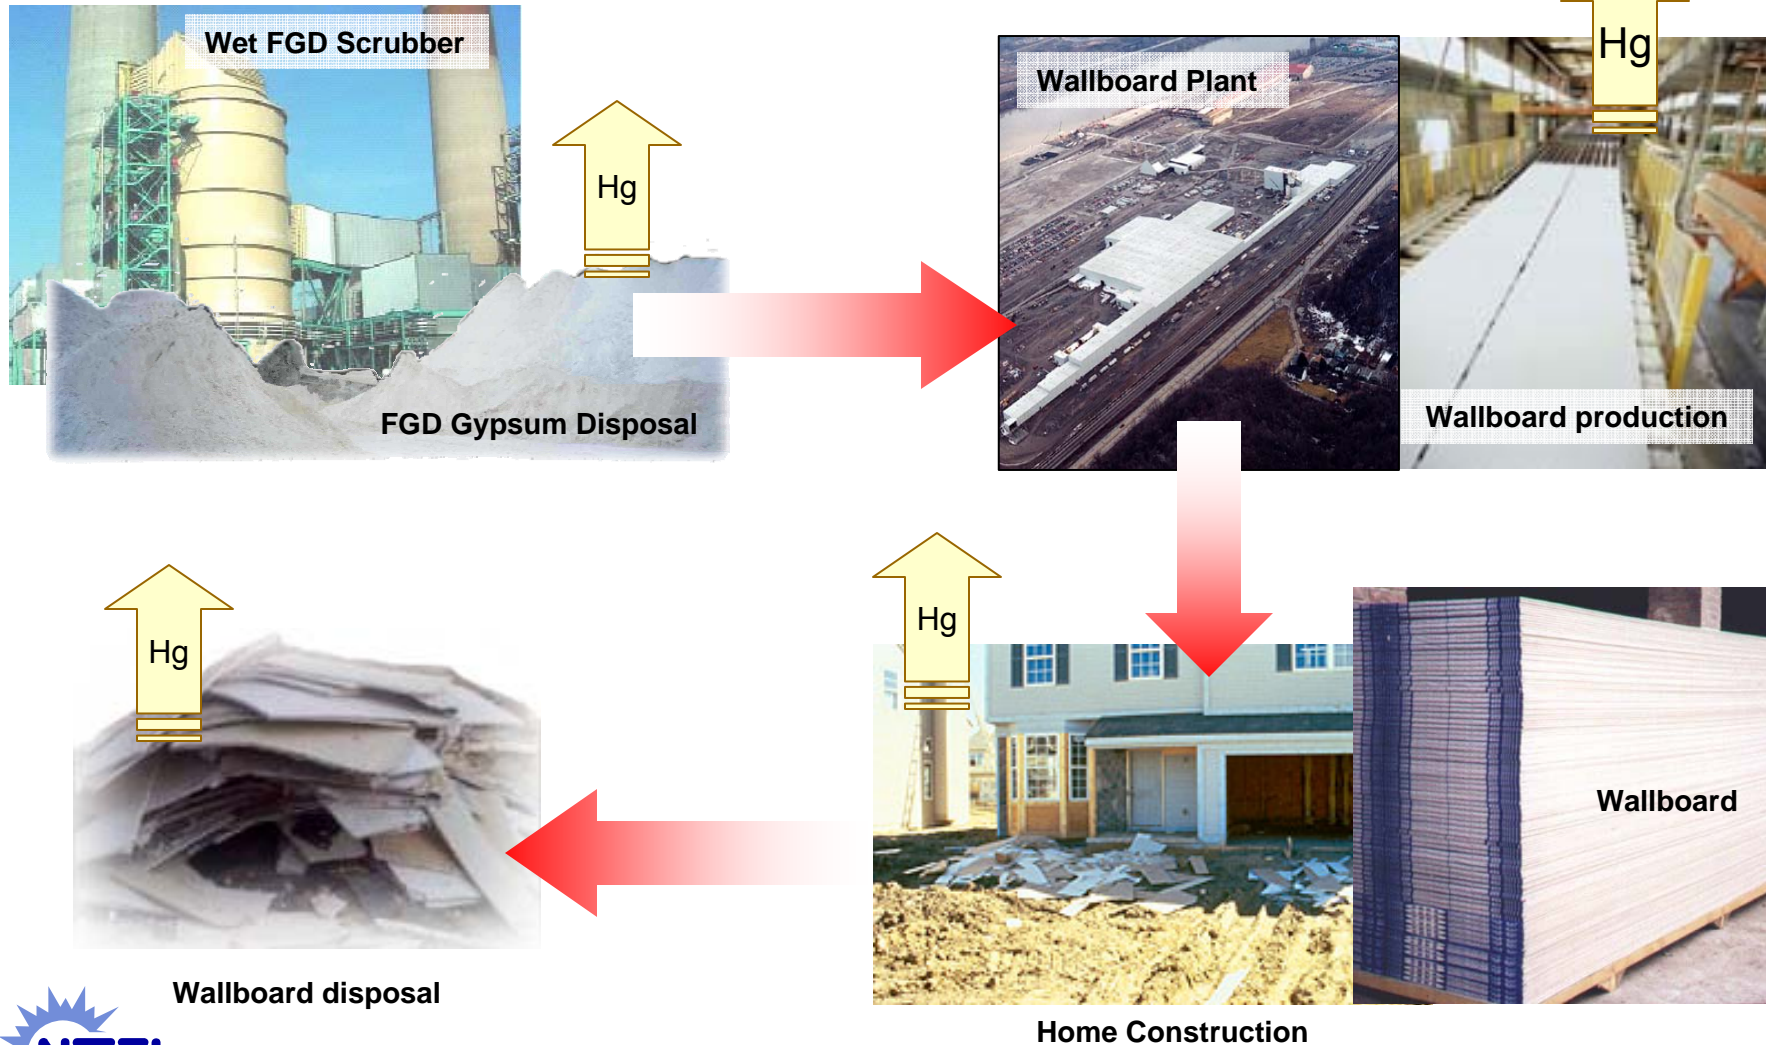 Wet FGD Scrubber
Hg
FGD Gypsum Disposal
Wallboard Plant
Hg
Wallboard production
Hg
Wallboard disposal
Hg
Home Construction
Wallboard